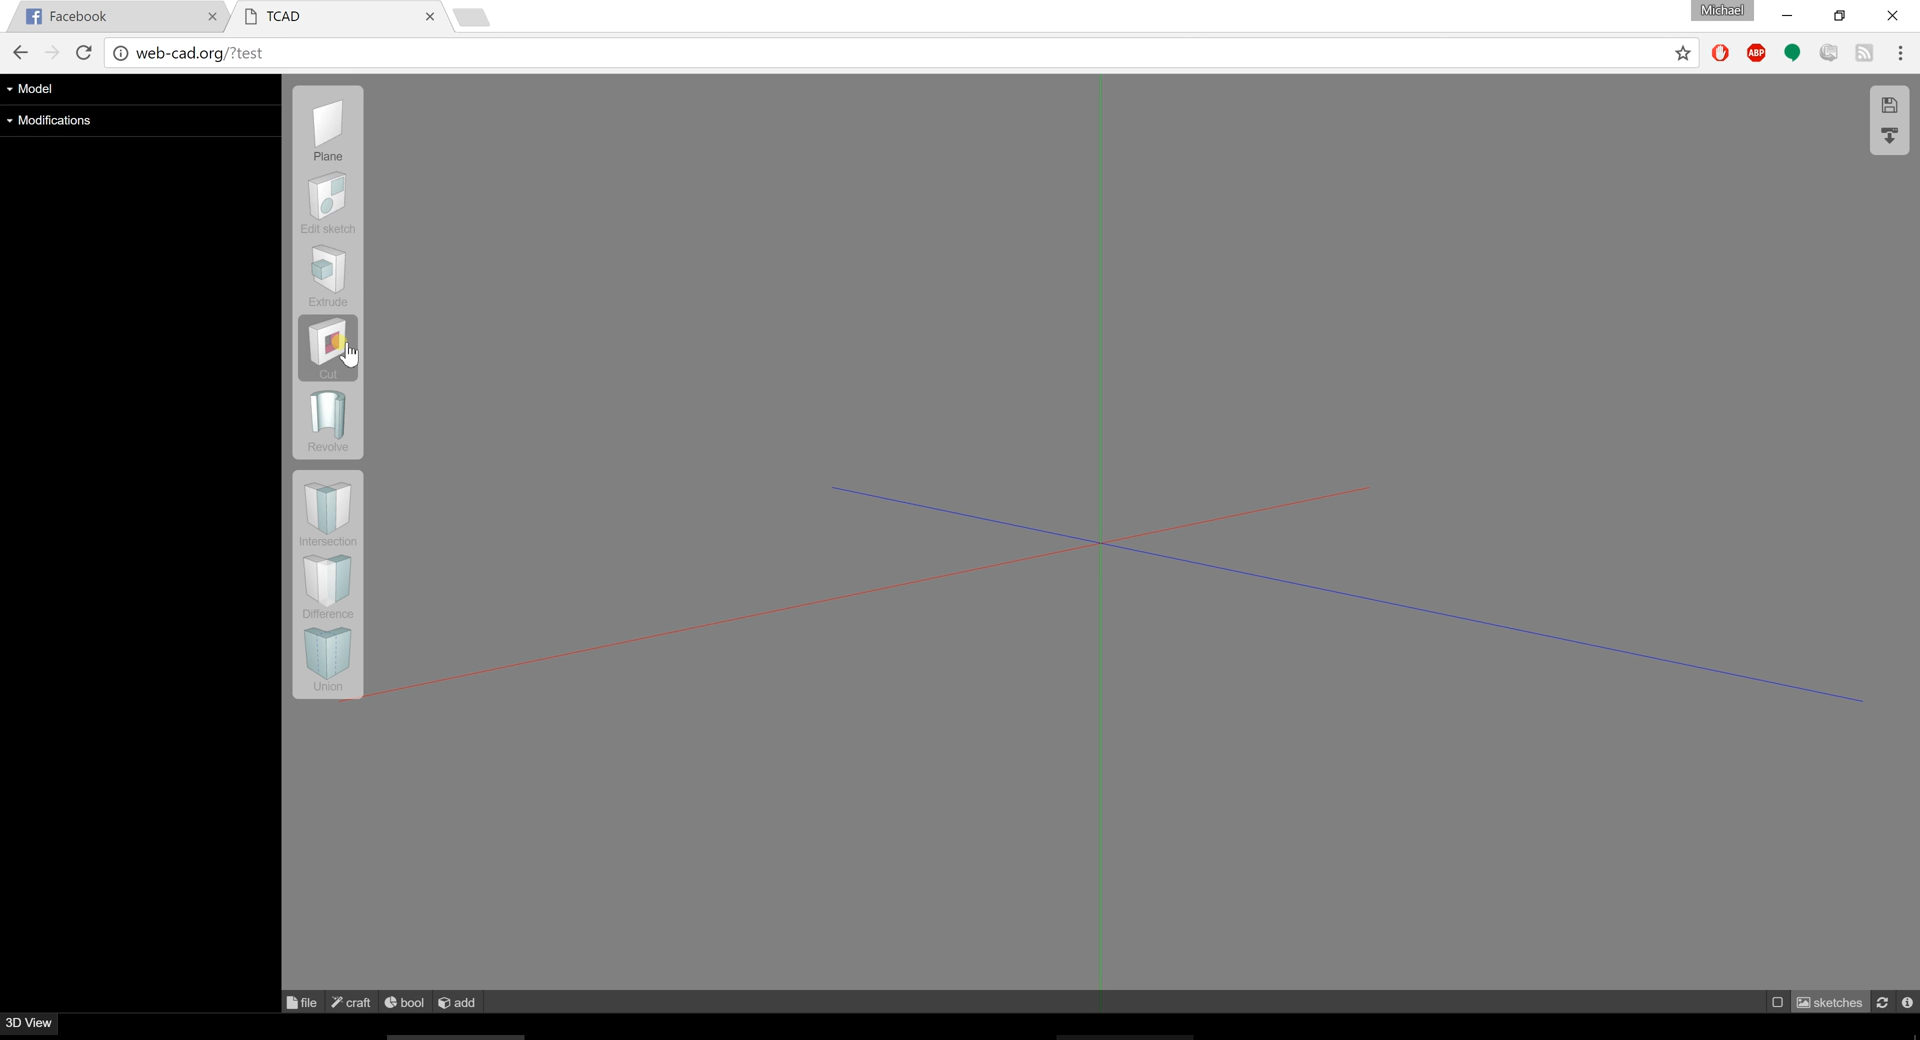 Facebook
TCAD
Michael
web-cad.org/?test
ABP
Model
Modifications
Plane
Edit sketch
Extrude
Cut
Revolve
Intersection
Difference
Union
file craft bool add
sketches
3D View